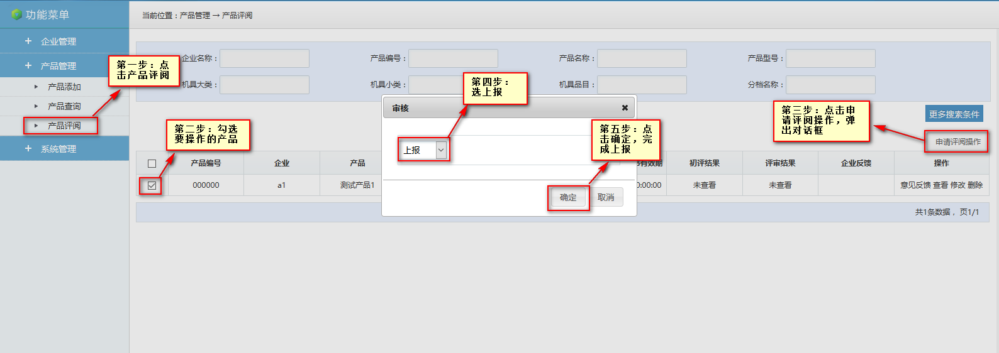 功能菜单
当前位置：产品管理 → 产品评阅
企业管理
产品管理
产品添加
产品查询
产品评阅
系统管理
第一步：点
击产品评阅
企业名称：
产品编号：
产品名称：
产品型号：
机具大类：
机具小类：
机具品目：
分档名称：
第四步：
选上报
第三步：点击申
请评阅操作，弹
出对话框
更多搜索条件
申请评阅操作
审核
第二步：勾选
要操作的产品
上报
第五步：点
击确定，完
成上报
产品编号 企业 产品 有效期 初评结果 评审结果 企业反馈 操作
000000 a1 测试产品1 0:00:00 未查看 未查看 意见反馈 查看 修改 删除
确定 取消
共1条数据， 页1/1